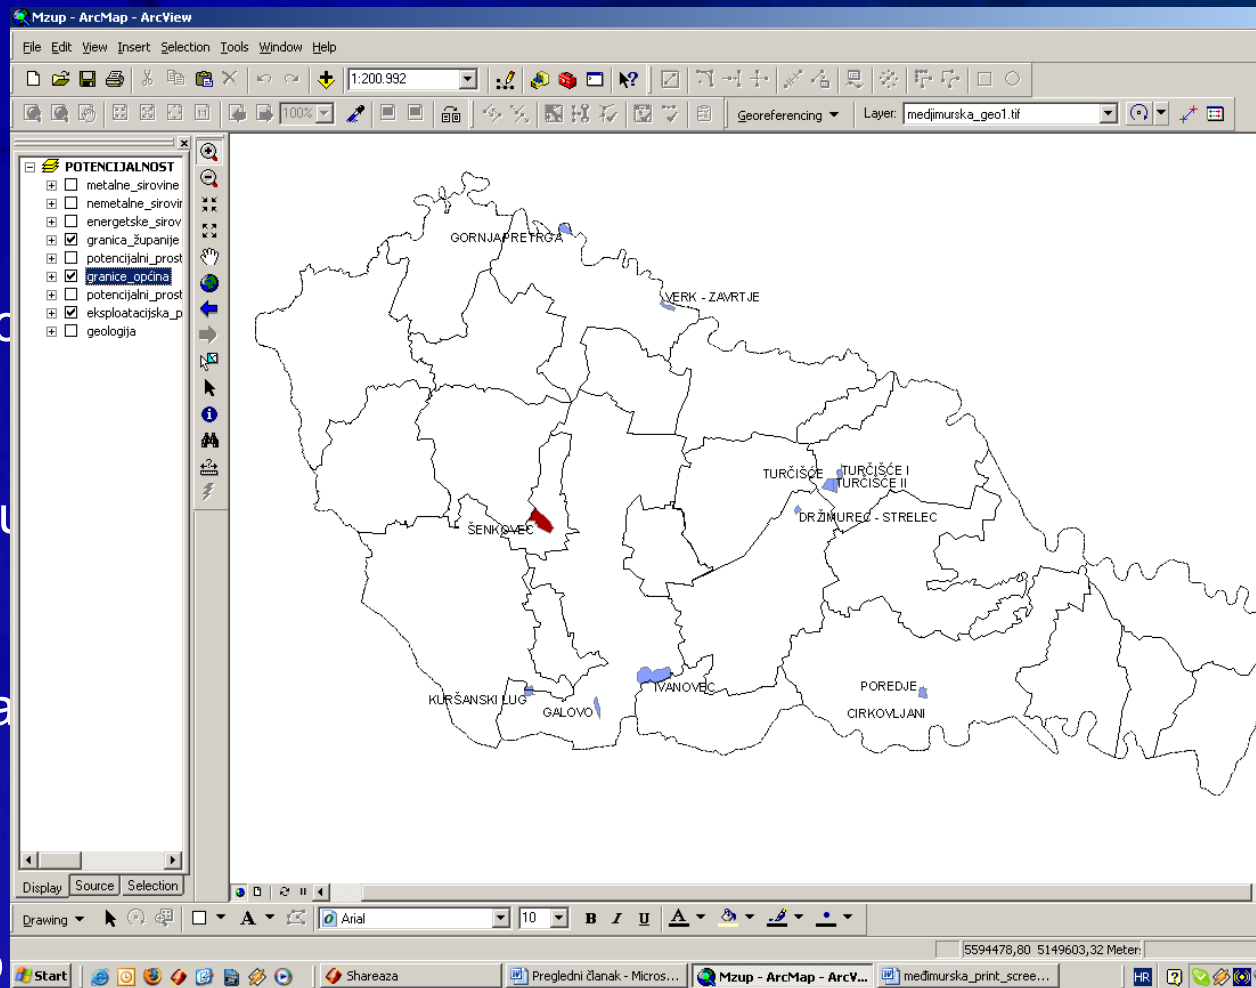 Mzup - ArcMap - ArcView
File Edit View Insert Selection Tools Window Help
1:200.992
100% Georeferencing Layer: medjimurska_geo1.tif
POTENCIJALNOST
metalne_sirovine
nemetalne_sirovir
energetske_sirov
granica_županije
potencijalni_prost
granice_općina
potencijalni_prost
eksploatacijska_p
geologija
GORNJAPRETRGA
VERK - ZAVRTJE
TURČIŠĆE TURČIŠĆE I
TURČIŠĆE II
DRŽIMUREC - STRELEC
ŠENKOVEC
IVANOVEC
KURŠANSKI LUG
GALOVO
POREDJE
CIRKOVLJANI
Display Source Selection
Drawing A Arial 10 B I U A
5594478,80 5149603,32 Meter:
Start Shareaza Pregledni članak - Micros... Mzup - ArcMap - ArcV... međimurska_print_scree... HR